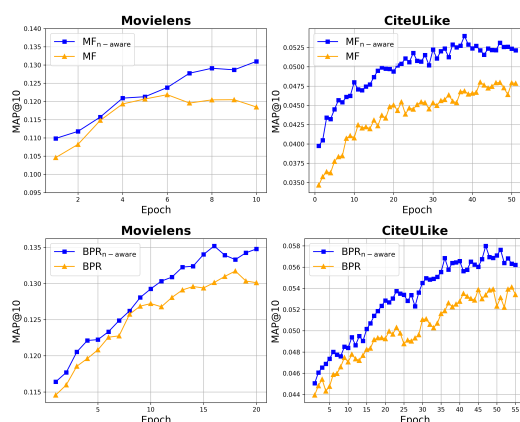 Movielens
0.140
0.135
0.130
0.125
0.120
0.115
0.110
0.105
0.100
0.095
MAP@10
MF_n−aware
MF
2 4 6 8 10
Epoch
CiteULike
0.0525
0.0500
0.0475
0.0450
0.0425
0.0400
0.0375
0.0350
MAP@10
MF_n−aware
MF
0 10 20 30 40 50
Epoch
Movielens
0.135
0.130
0.125
0.120
0.115
MAP@10
BPR_n−aware
BPR
5 10 15 20
Epoch
CiteULike
0.058
0.056
0.054
0.052
0.050
0.048
0.046
0.044
MAP@10
BPR_n−aware
BPR
5 10 15 20 25 30 35 40 45 50 55
Epoch